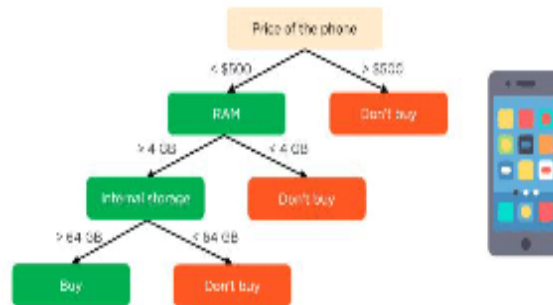 Price of the phone
< $500
> $500
RAM
Don't buy
> 4 GB
< 4 GB
Internal storage
Don't buy
> 64 GB
< 64 GB
Buy
Don't buy